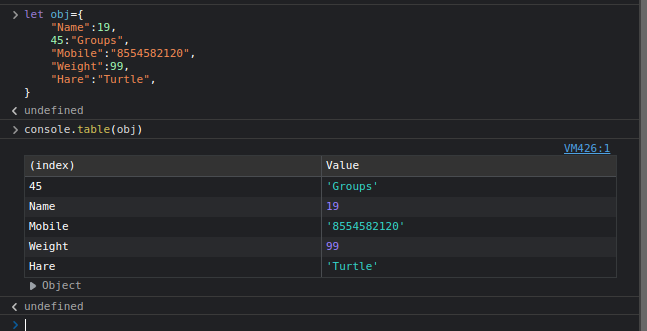 let obj={
"Name":19,
45:"Groups",
"Mobile":"8554582120",
"Weight":99,
"Hare":"Turtle",
}
undefined
console.table(obj)
VM426:1
(index) Value
45 'Groups'
Name 19
Mobile '8554582120'
Weight 99
Hare 'Turtle'
Object
undefined